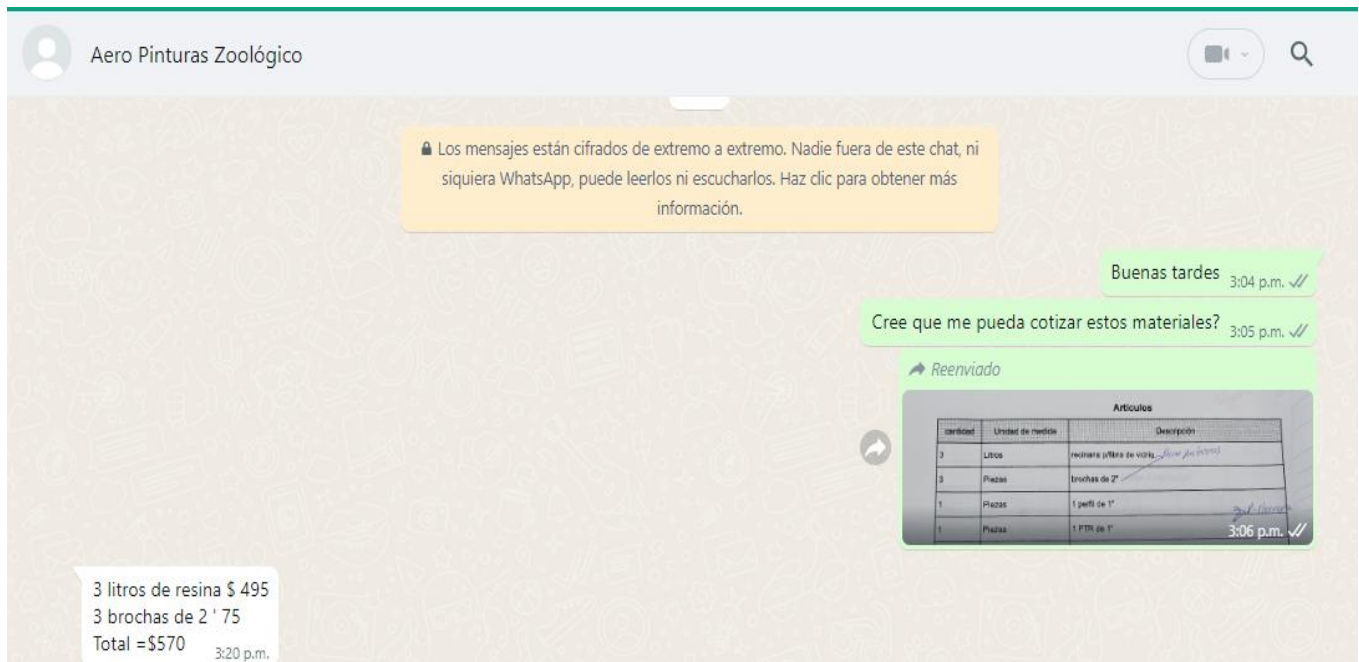 Aero Pinturas Zoológico
Los mensajes están cifrados de extremo a extremo. Nadie fuera de este chat, ni
siquiera WhatsApp, puede leerlos ni escucharlos. Haz clic para obtener más
información.
Buenas tardes 3:04 p.m.
Cree que me pueda cotizar estos materiales? 3:05 p.m.
Reenviado
Artículos
cantidad Unidad de medida Descripción
3 Litros p/fibra de vidrio
3 Piezas brochas de 2"
1 Piezas 1 perfil de 1"
1 Piezas 1 PTR de 1"
3:06 p.m.
3 litros de resina $ 495
3 brochas de 2 ' 75
Total =$570 3:20 p.m.